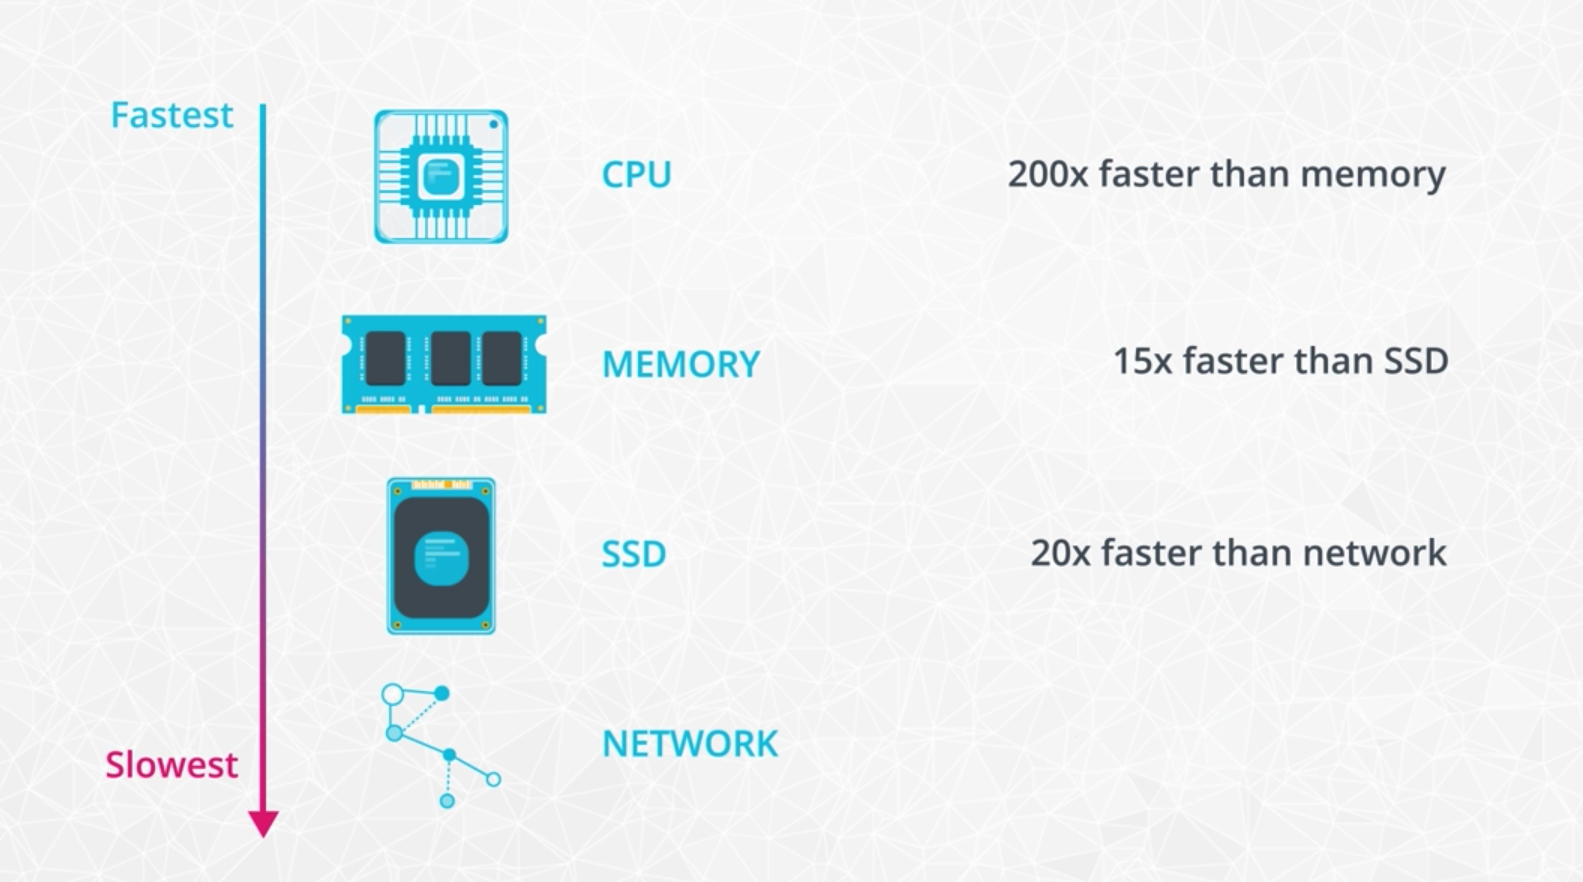 Fastest
CPU
200x faster than memory
MEMORY
15x faster than SSD
SSD
20x faster than network
NETWORK
Slowest